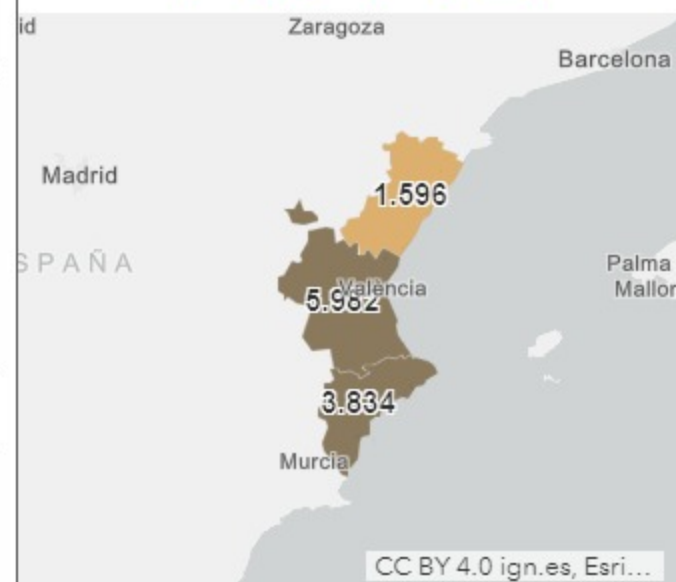 id
Zaragoza
Barcelona
Madrid
1.596
SPAÑA
Palma
Mallor
València
5.982
3.834
Murcia
CC BY 4.0 ign.es, Esri...